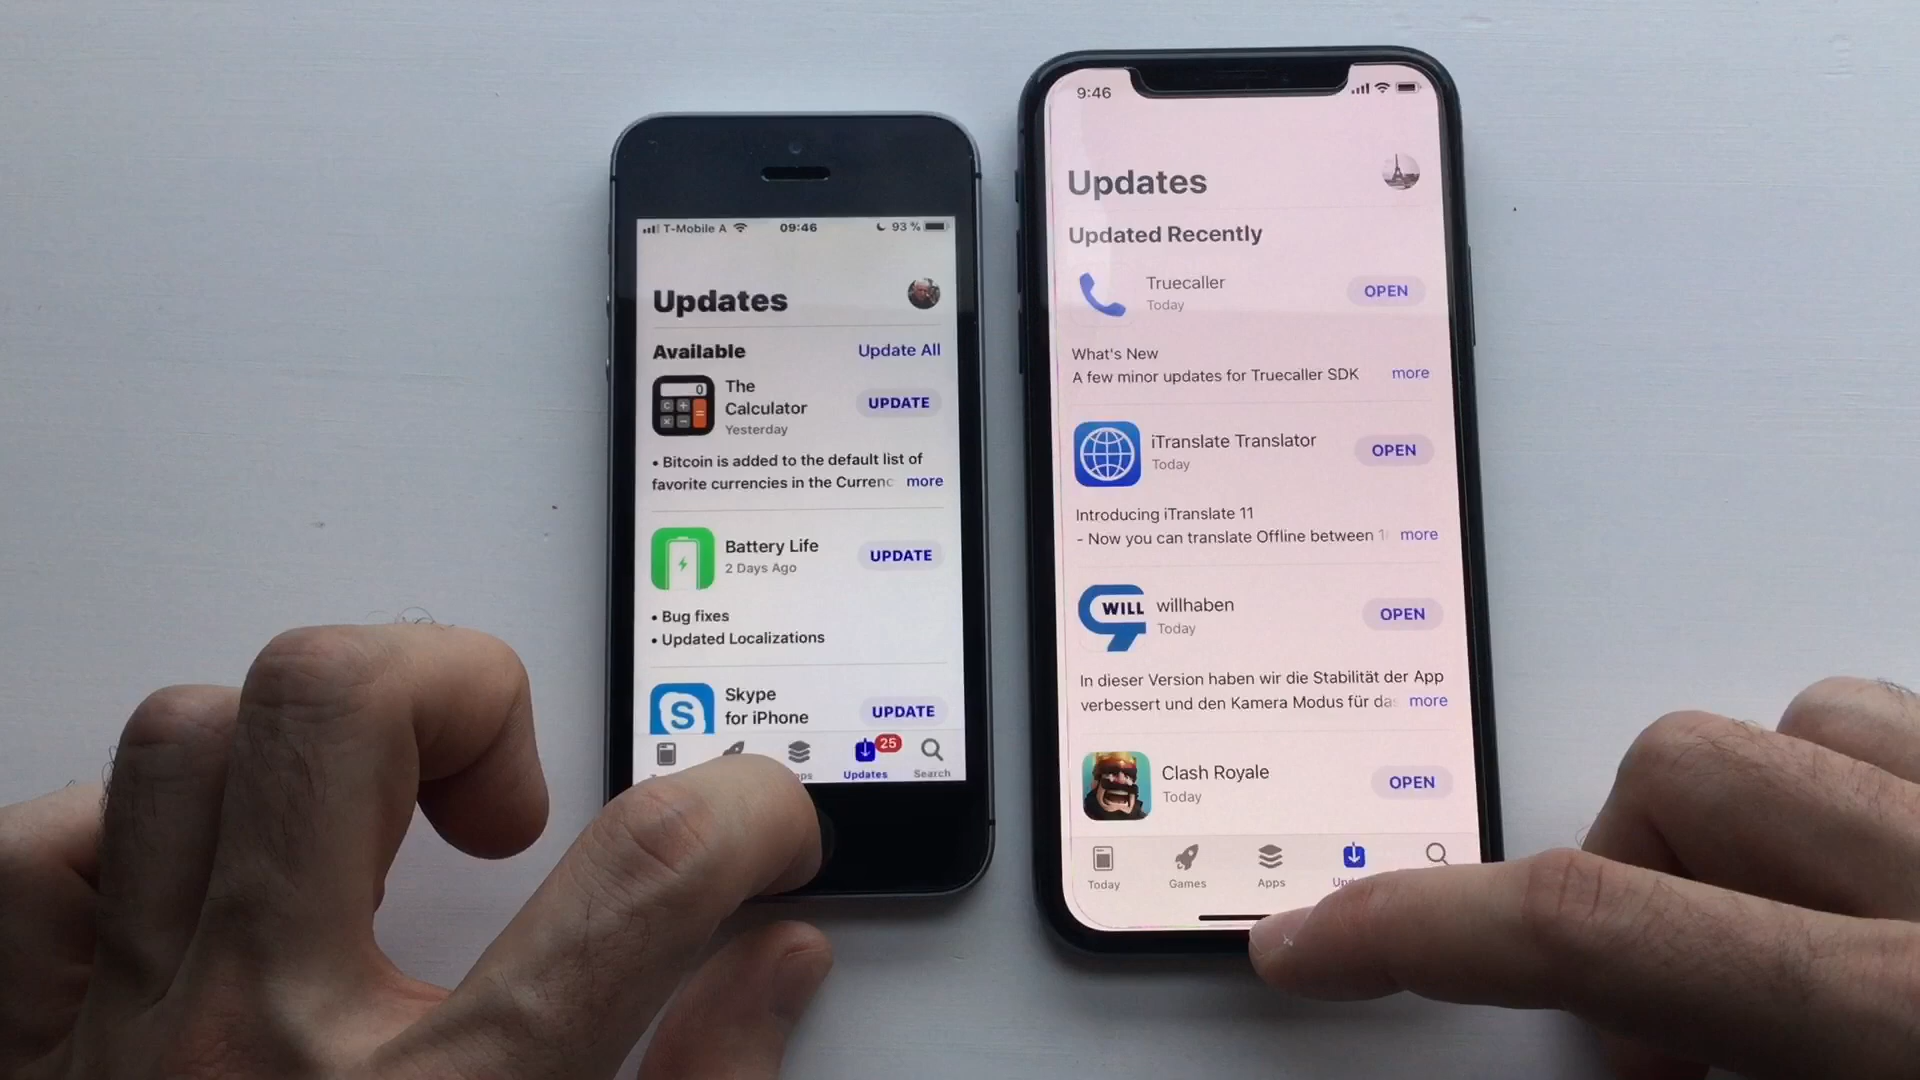 T-Mobile A
09:46
93 %
Updates
Available
Update All
0
C + =
× −
The
Calculator
UPDATE
Yesterday
• Bitcoin is added to the default list of
favorite currencies in the Currenc more
Battery Life
UPDATE
2 Days Ago
• Bug fixes
• Updated Localizations
S
Skype
for iPhone
UPDATE
25
Updates
Search
9:46
Updates
Updated Recently
Truecaller
Today
OPEN
What's New
A few minor updates for Truecaller SDK more
iTranslate Translator
Today
OPEN
Introducing iTranslate 11
- Now you can translate Offline between more
WILL
willhaben
Today
OPEN
In dieser Version haben wir die Stabilität der App
verbessert und den Kamera Modus für das more
Clash Royale
Today
OPEN
Today
Games
Apps